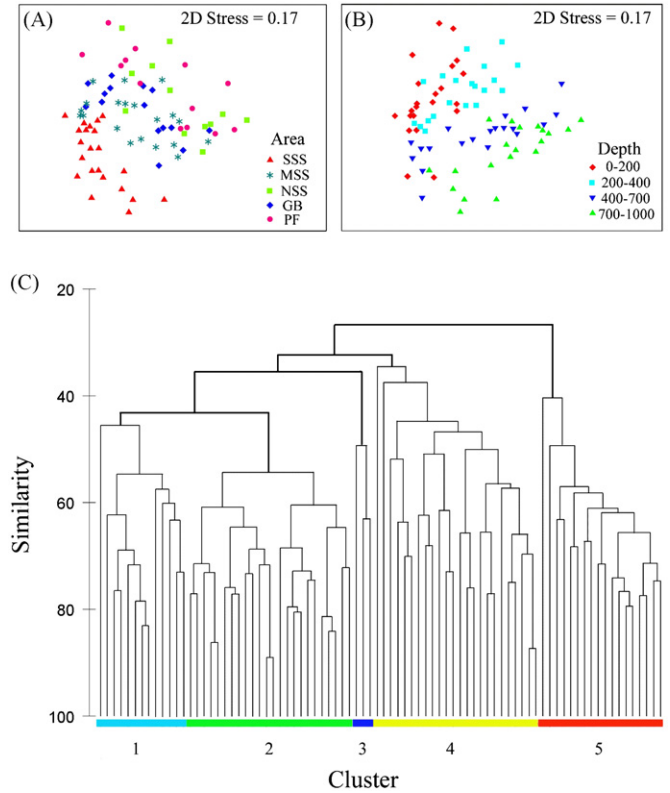 (A)
2D Stress = 0.17
Area
SSS
MSS
NSS
GB
PF
(B)
2D Stress = 0.17
Depth
0-200
200-400
400-700
700-1000
(C)
20
40
60
80
100
Similarity
1 2 3 4 5
Cluster